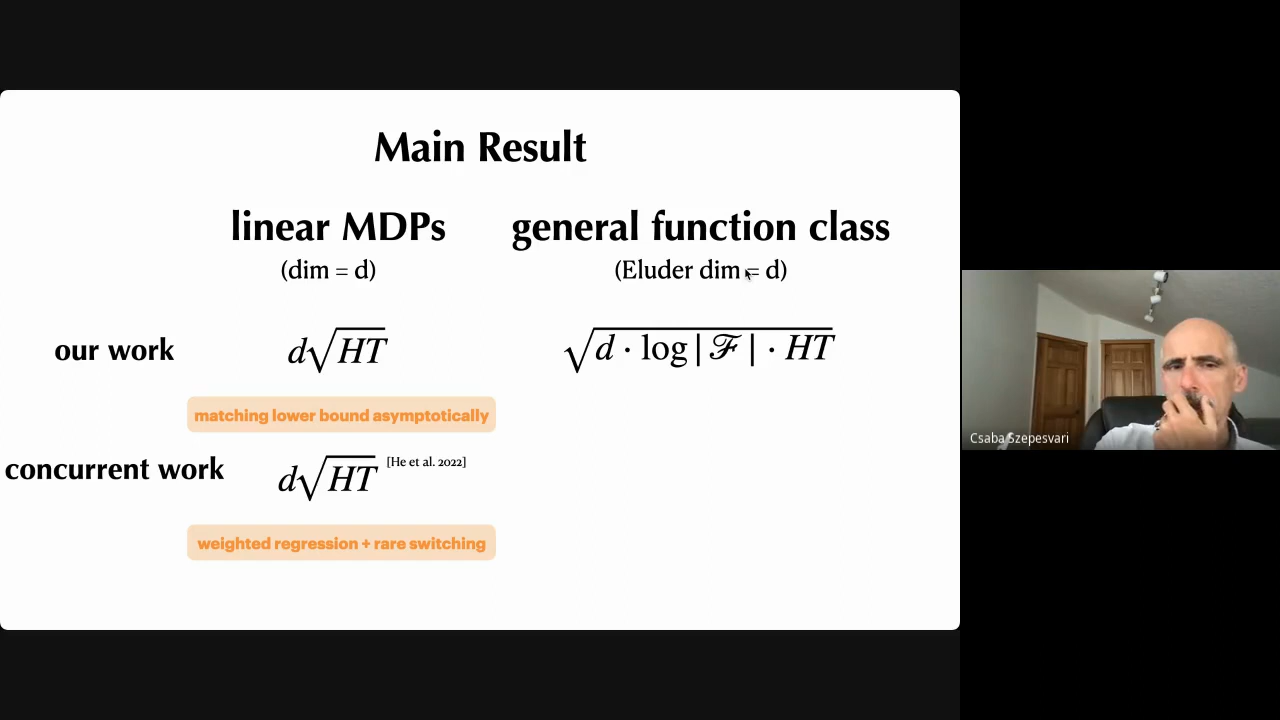 Main Result
linear MDPs general function class
(dim = d) (Eluder dim = d)
our work d√HT √d · log|ℱ| · HT
matching lower bound asymptotically
concurrent work d√HT [He et al. 2022]
weighted regression + rare switching
Csaba Szepesvari